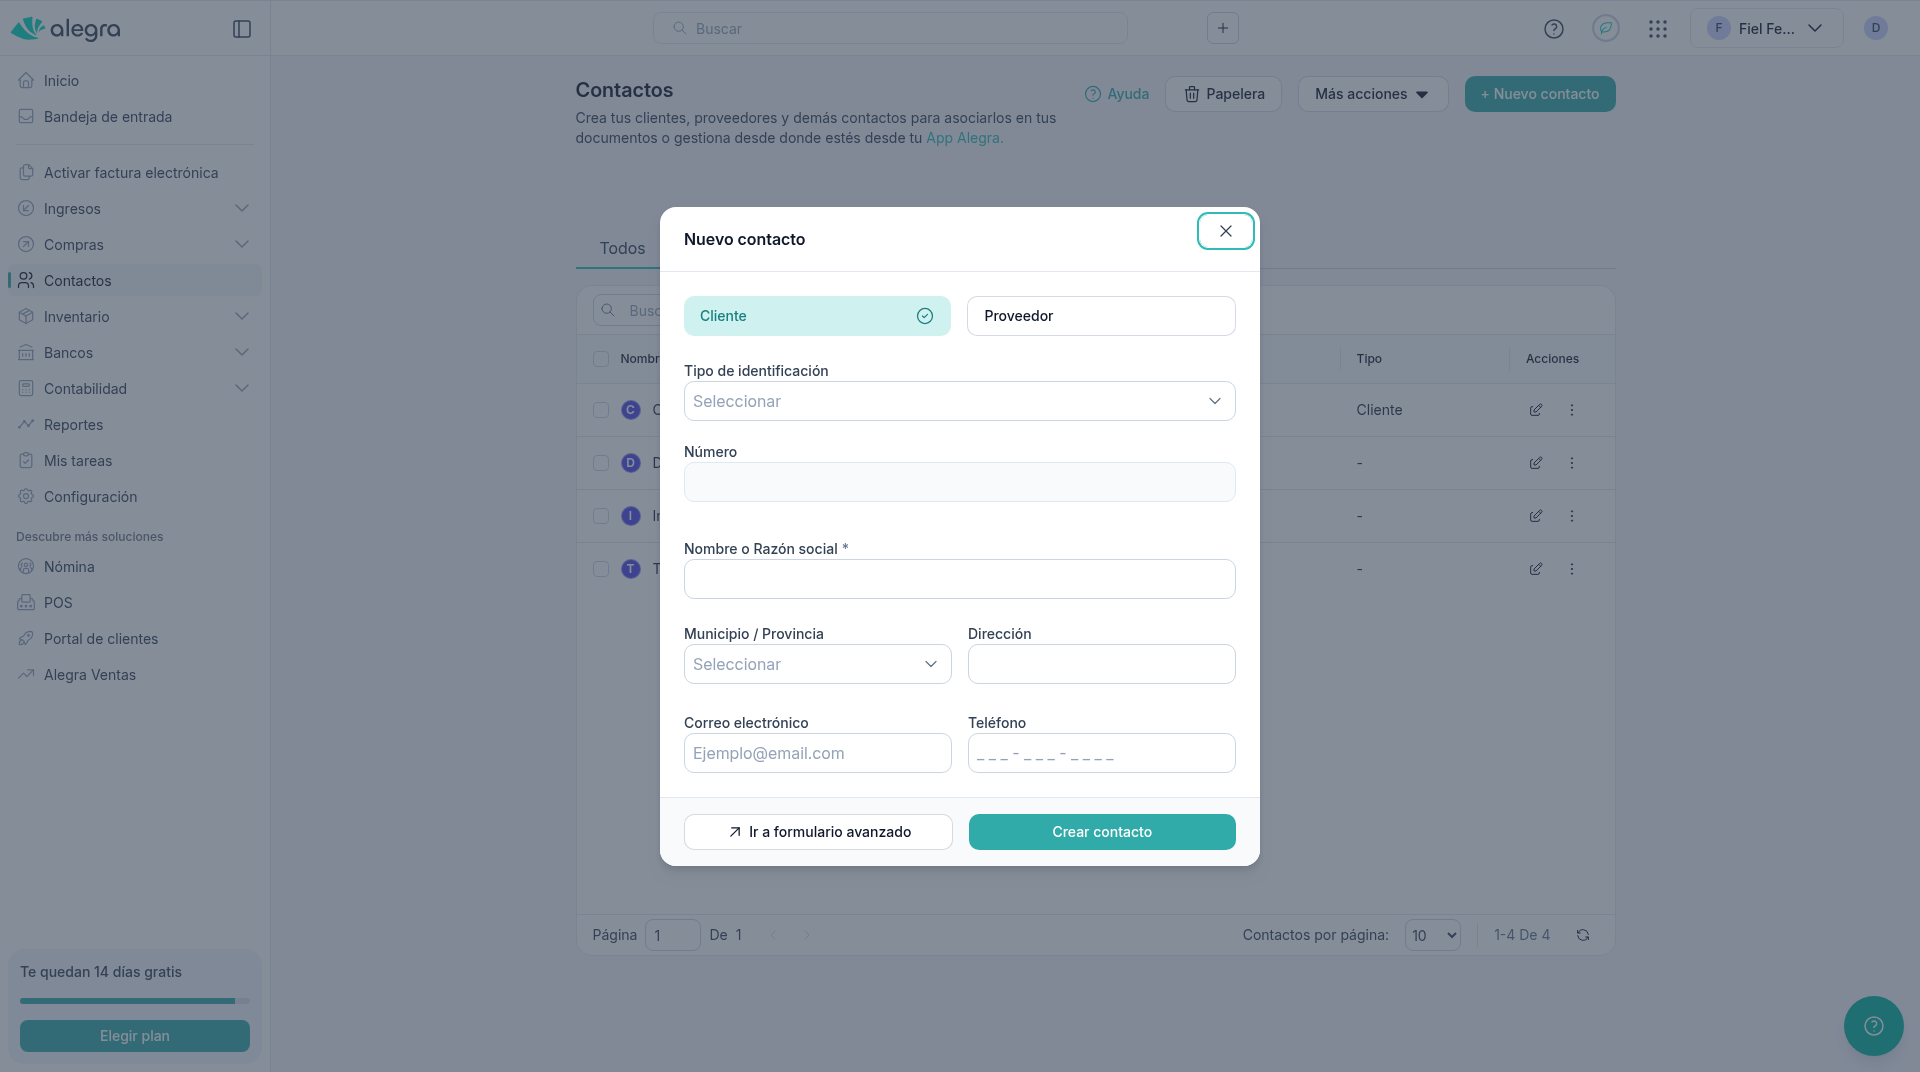 alegra
Buscar
F Fiel Fe...
D
Inicio
Bandeja de entrada
Activar factura electrónica
Ingresos
Compras
Contactos
Inventario
Bancos
Contabilidad
Reportes
Mis tareas
Configuración
Descubre más soluciones
Nómina
POS
Portal de clientes
Alegra Ventas
Te quedan 14 días gratis
Elegir plan
Contactos
Crea tus clientes, proveedores y demás contactos para asociarlos en tus
documentos o gestiona desde donde estés desde tu App Alegra.
Ayuda
Papelera
Más acciones
+ Nuevo contacto
Todos
Tipo
Acciones
C
Cliente
D
-
I
-
T
-
Nuevo contacto
Cliente
Proveedor
Tipo de identificación
Seleccionar
Número
Nombre o Razón social *
Municipio / Provincia
Dirección
Seleccionar
Correo electrónico
Teléfono
Ejemplo@email.com
_ _ _ - _ _ _ - _ _ _ _
Ir a formulario avanzado
Crear contacto
Página 1 De 1
Contactos por página: 10
1-4 De 4